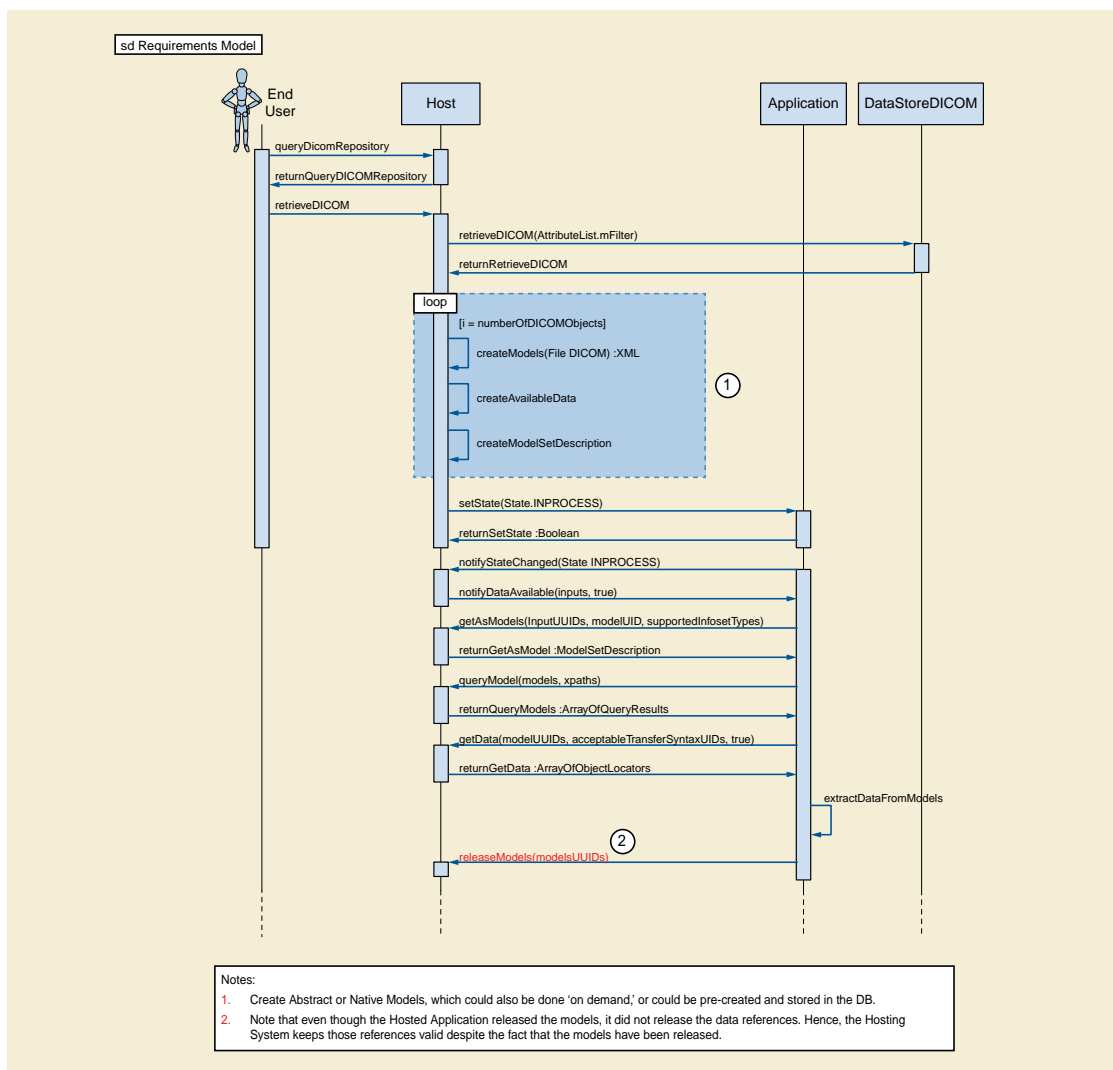 sd Requirements Model
End
User
Host
Application
DataStoreDICOM
queryDicomRepository
returnQueryDICOMRepository
retrieveDICOM
retrieveDICOM(AttributeList.mFilter)
returnRetrieveDICOM
loop
[i = numberOfDICOMObjects]
createModels(File DICOM) :XML
1
createAvailableData
createModelSetDescription
setState(State.INPROCESS)
returnSetState :Boolean
notifyStateChanged(State INPROCESS)
notifyDataAvailable(inputs, true)
getAsModels(InputUUIDs, modelUID, supportedInfosetTypes)
returnGetAsModel :ModelSetDescription
queryModel(models, xpaths)
returnQueryModels :ArrayOfQueryResults
getData(modelUUIDs, acceptableTransferSyntaxUIDs, true)
returnGetData :ArrayOfObjectLocators
extractDataFromModels
2
releaseModels(modelsUUIDs)
Notes:
1. Create Abstract or Native Models, which could also be done ‘on demand,’ or could be pre-created and stored in the DB.
2. Note that even though the Hosted Application released the models, it did not release the data references. Hence, the Hosting
System keeps those references valid despite the fact that the models have been released.